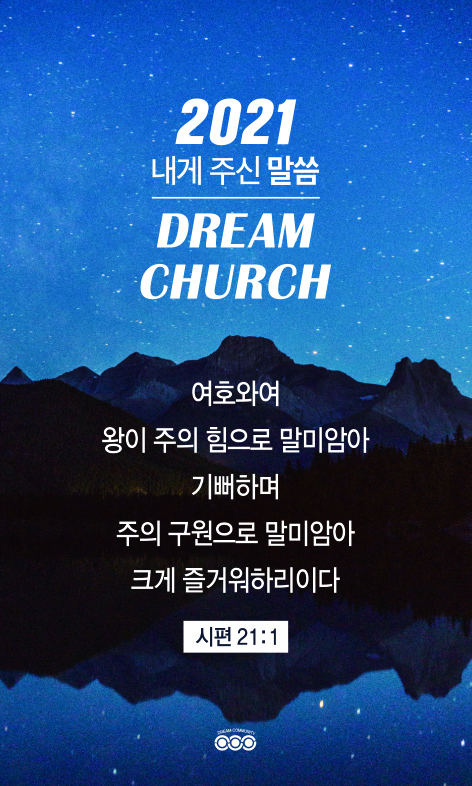 2021
내게 주신 말씀
DREAM
CHURCH
여호와여
왕이 주의 힘으로 말미암아
기뻐하며
주의 구원으로 말미암아
크게 즐거워하리이다
시편 21:1
DREAM COMMUNITY